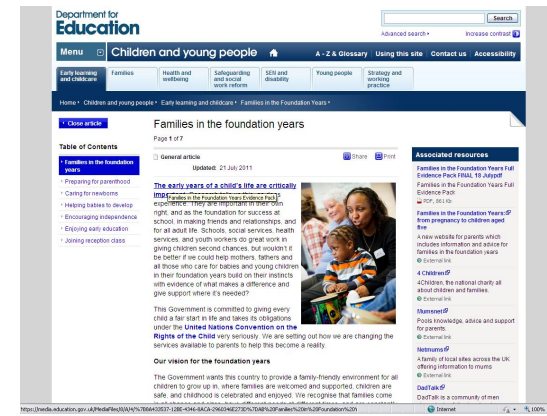 Department for
Education
Search
Advanced search
Increase contrast
Menu
Children and young people
A - Z & Glossary
Using this site
Contact us
Accessibility
Early learning
and childcare
Families
Health and
wellbeing
Safeguarding
and social
work reform
SEN and
disability
Young people
Strategy and
working
practice
Home
Children and young people
Early learning and childcare
Families in the Foundation Years
Close article
Table of Contents
Families in the foundation
years
Preparing for parenthood
Caring for newborns
Helping babies to develop
Encouraging independence
Enjoying early education
Joining reception class
Families in the foundation years
Page 1 of 7
General article
Share
Print
Updated: 21 July 2011
The early years of a child's life are critically
Families in the Foundation Years Evidence Pack
experience. They are important in their own
right, and as the foundation for success at
school, in making friends and relationships, and
for all adult life. Schools, social services, health
services, and youth workers do great work in
giving children second chances, but wouldn't it
be better if we could help mothers, fathers and
all those who care for babies and young children
in their foundation years build on their instincts
with evidence of what makes a difference and
give support where it's needed?
This Government is committed to giving every
child a fair start in life and takes its obligations
under the United Nations Convention on the
Rights of the Child very seriously. We are setting out how we are changing the
services available to parents to help this become a reality.
Our vision for the foundation years
The Government wants this country to provide a family-friendly environment for all
children to grow up in, where families are welcomed and supported, children are
safe, and childhood is celebrated and enjoyed. We recognise that families come
Associated resources
Families in the Foundation Years Full
Evidence Pack FINAL 18 Julypdf
Families in the Foundation Years Full
Evidence Pack
PDF, 861 Kb
Families in the Foundation Years:
from pregnancy to children aged
five
A new website for parents which
includes information and advice for
families in the foundation years
External link
4 Children
4Children, the national charity all
about children and families.
External link
Mumsnet
Pools knowledge, advice and support
for parents.
External link
Netmums
A family of local sites across the UK
offering information to mums
External link
DadTalk
DadTalk is a community of men
Internet
100%